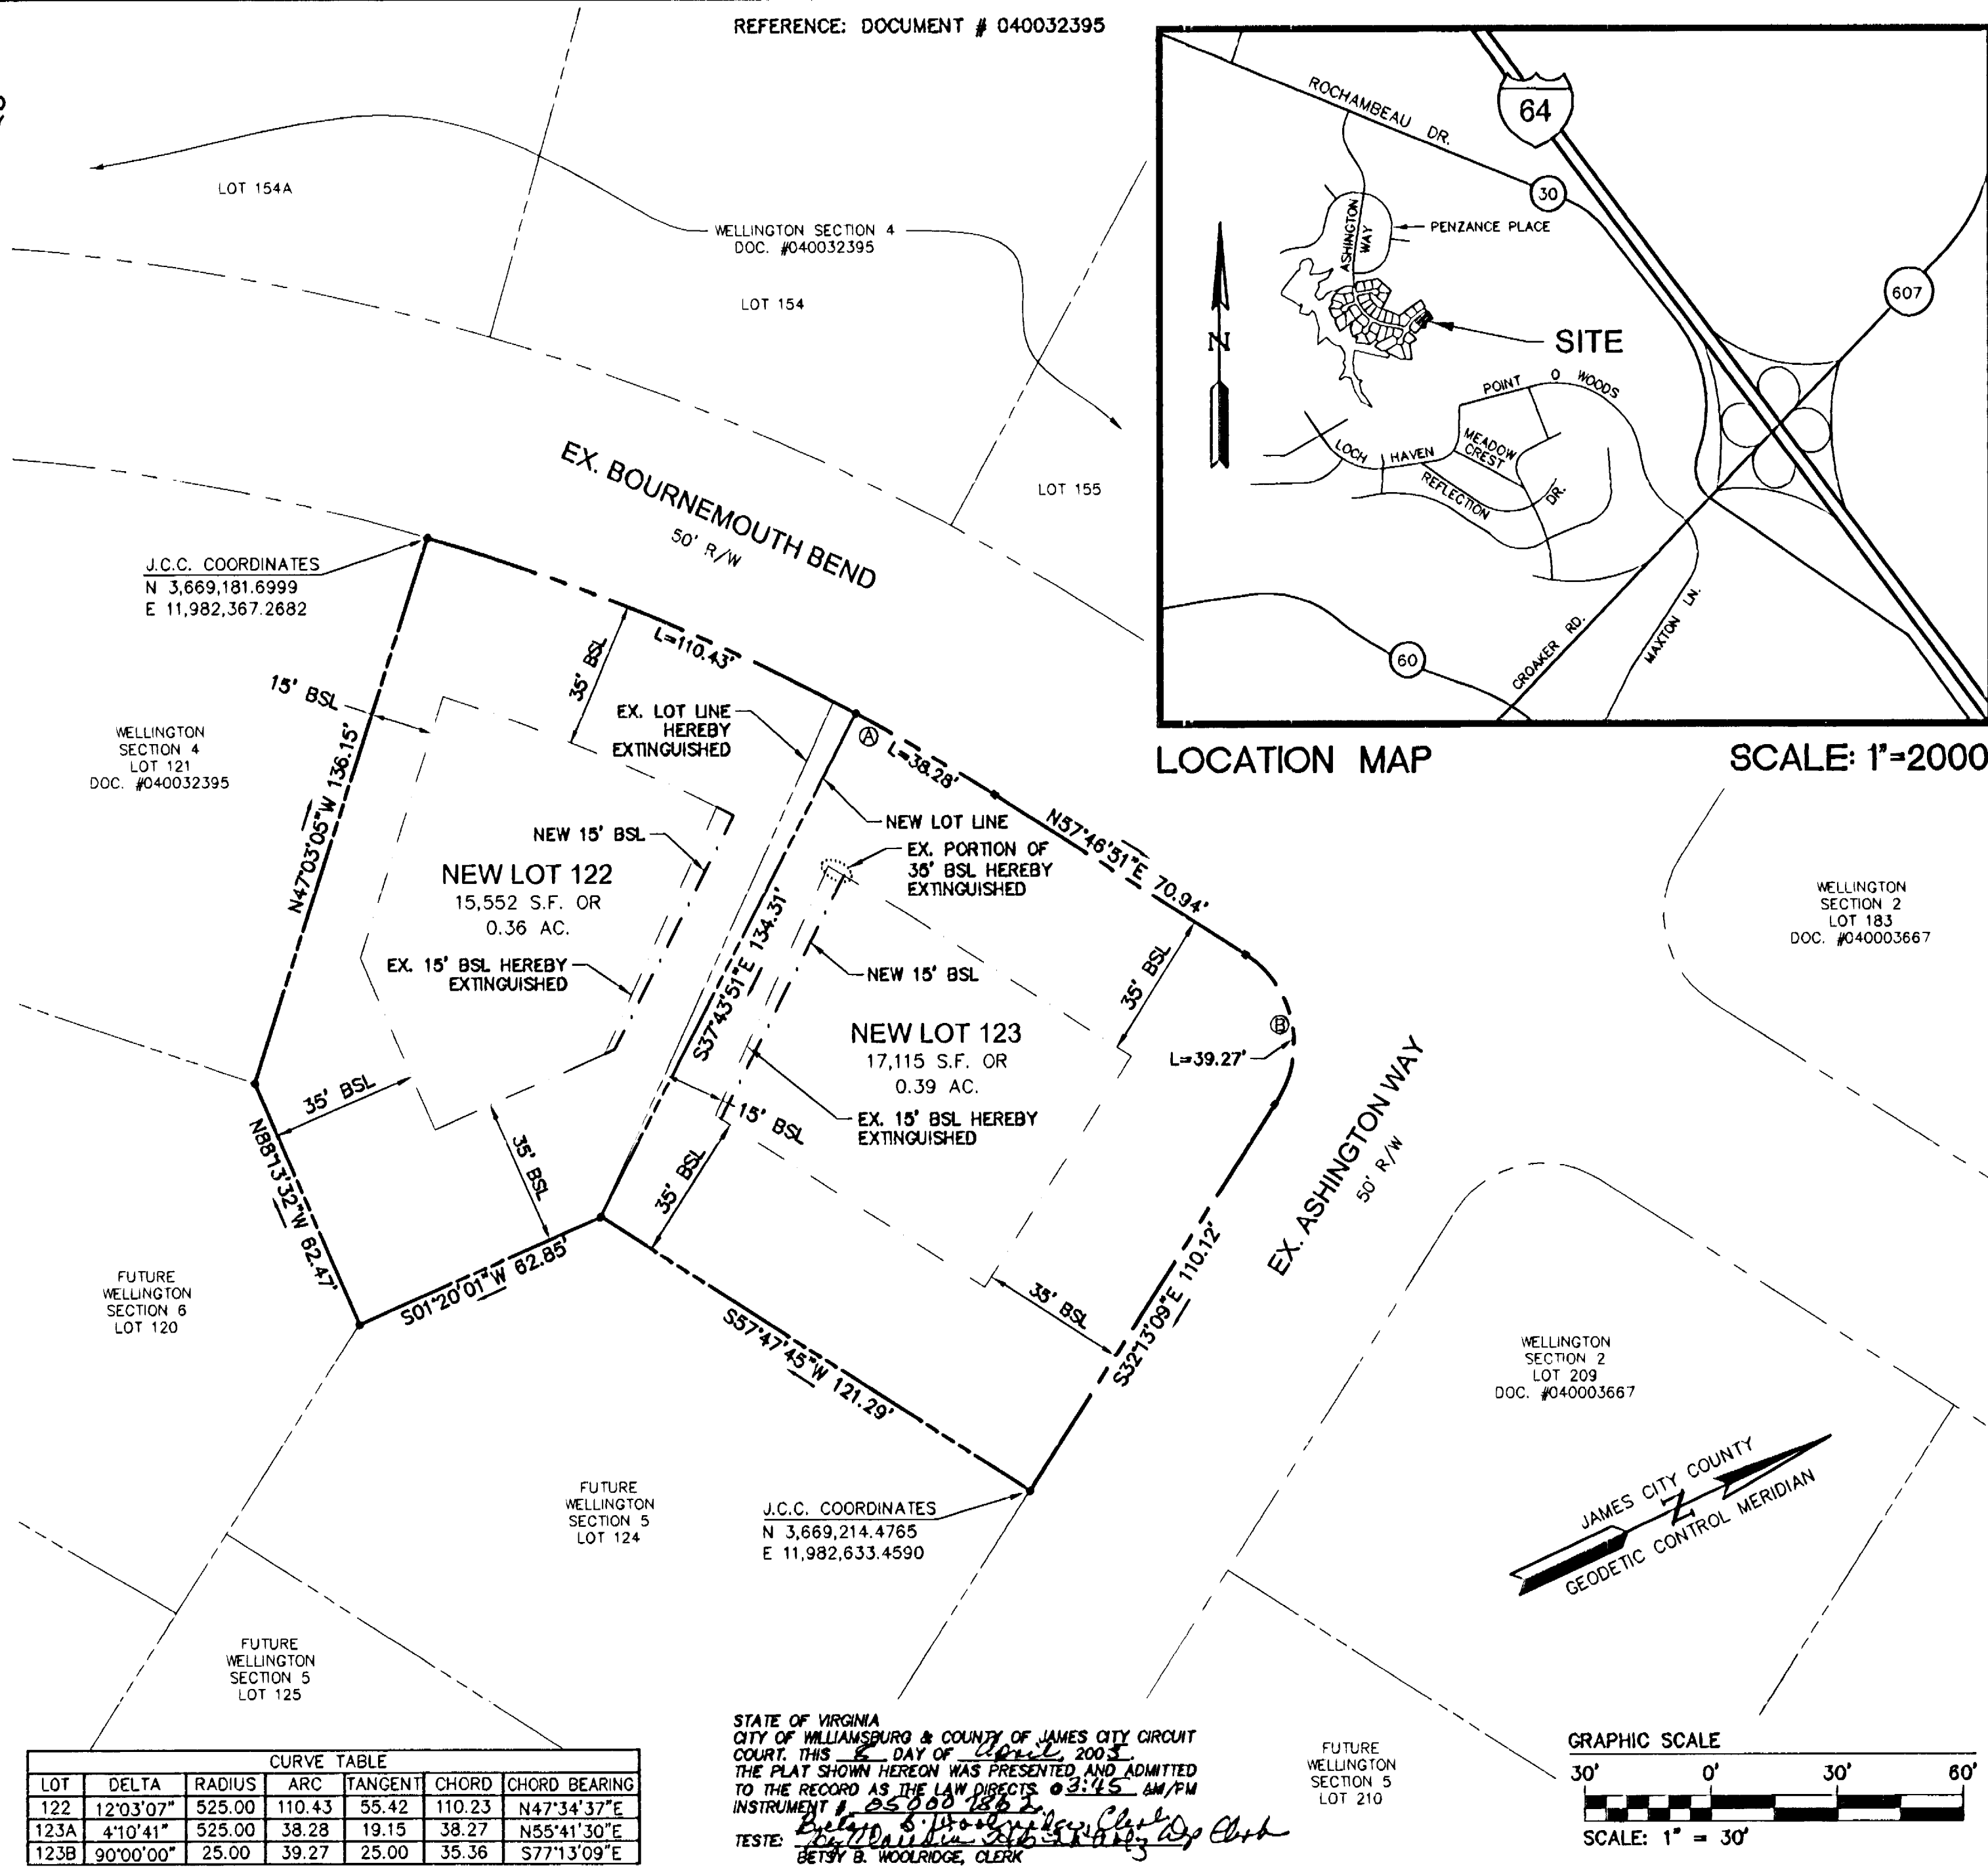 REFERENCE: DOCUMENT # 040032395
LOT 154A
WELLINGTON SECTION 4
DOC. #040032395
LOT 154
LOT 155
EX. BOURNEMOUTH BEND
50' R/W
ROCHAMBEAU DR.
64
30
607
60
ASHINGTON
WAY
PENZANCE PLACE
N
SITE
POINT O WOODS
LOCH HAVEN
MEADOW
CREST
REFLECTION DR.
CROAKER RD.
MAXTON LN.
LOCATION MAP
SCALE: 1"=2000
J.C.C. COORDINATES
N 3,669,181.6999
E 11,982,367.2682
L=110.43'
35' BSL
15' BSL
EX. LOT LINE
HEREBY
EXTINGUISHED
A
L=38.28'
WELLINGTON
SECTION 4
LOT 121
DOC. #040032395
N47°03'05"W 136.15'
NEW LOT LINE
N57°46'51"E 70.94'
NEW 15' BSL
EX. PORTION OF
35' BSL HEREBY
EXTINGUISHED
NEW LOT 122
15,552 S.F. OR
0.36 AC.
EX. 15' BSL HEREBY
EXTINGUISHED
S37°43'51"E 134.31'
NEW 15' BSL
35' BSL
NEW LOT 123
17,115 S.F. OR
0.39 AC.
EX. 15' BSL HEREBY
EXTINGUISHED
B
L=39.27'
WELLINGTON
SECTION 2
LOT 183
DOC. #040003667
EX. ASHINGTON WAY
50' R/W
35' BSL
35' BSL
15' BSL
35' BSL
35' BSL
N88°13'32"W 62.47'
S01°20'01"W 62.85'
S57°47'45"W 121.29'
S32°13'09"E 110.12'
FUTURE
WELLINGTON
SECTION 6
LOT 120
WELLINGTON
SECTION 2
LOT 209
DOC. #040003667
FUTURE
WELLINGTON
SECTION 5
LOT 124
J.C.C. COORDINATES
N 3,669,214.4765
E 11,982,633.4590
JAMES CITY COUNTY
N
GEODETIC CONTROL MERIDIAN
FUTURE
WELLINGTON
SECTION 5
LOT 125
CURVE TABLE
LOT DELTA RADIUS ARC TANGENT CHORD CHORD BEARING
122 12°03'07" 525.00 110.43 55.42 110.23 N47°34'37"E
123A 4°10'41" 525.00 38.28 19.15 38.27 N55°41'30"E
123B 90°00'00" 25.00 39.27 25.00 35.36 S77°13'09"E
STATE OF VIRGINIA
CITY OF WILLIAMSBURG & COUNTY OF JAMES CITY CIRCUIT
COURT. THIS DAY OF April, 2005.
THE PLAT SHOWN HEREON WAS PRESENTED AND ADMITTED
TO THE RECORD AS THE LAW DIRECTS @ 3:45 AM/PM
INSTRUMENT #
TESTE:
BETSY B. WOOLRIDGE, CLERK
FUTURE
WELLINGTON
SECTION 5
LOT 210
GRAPHIC SCALE
30' 0' 30' 60'
SCALE: 1" = 30'